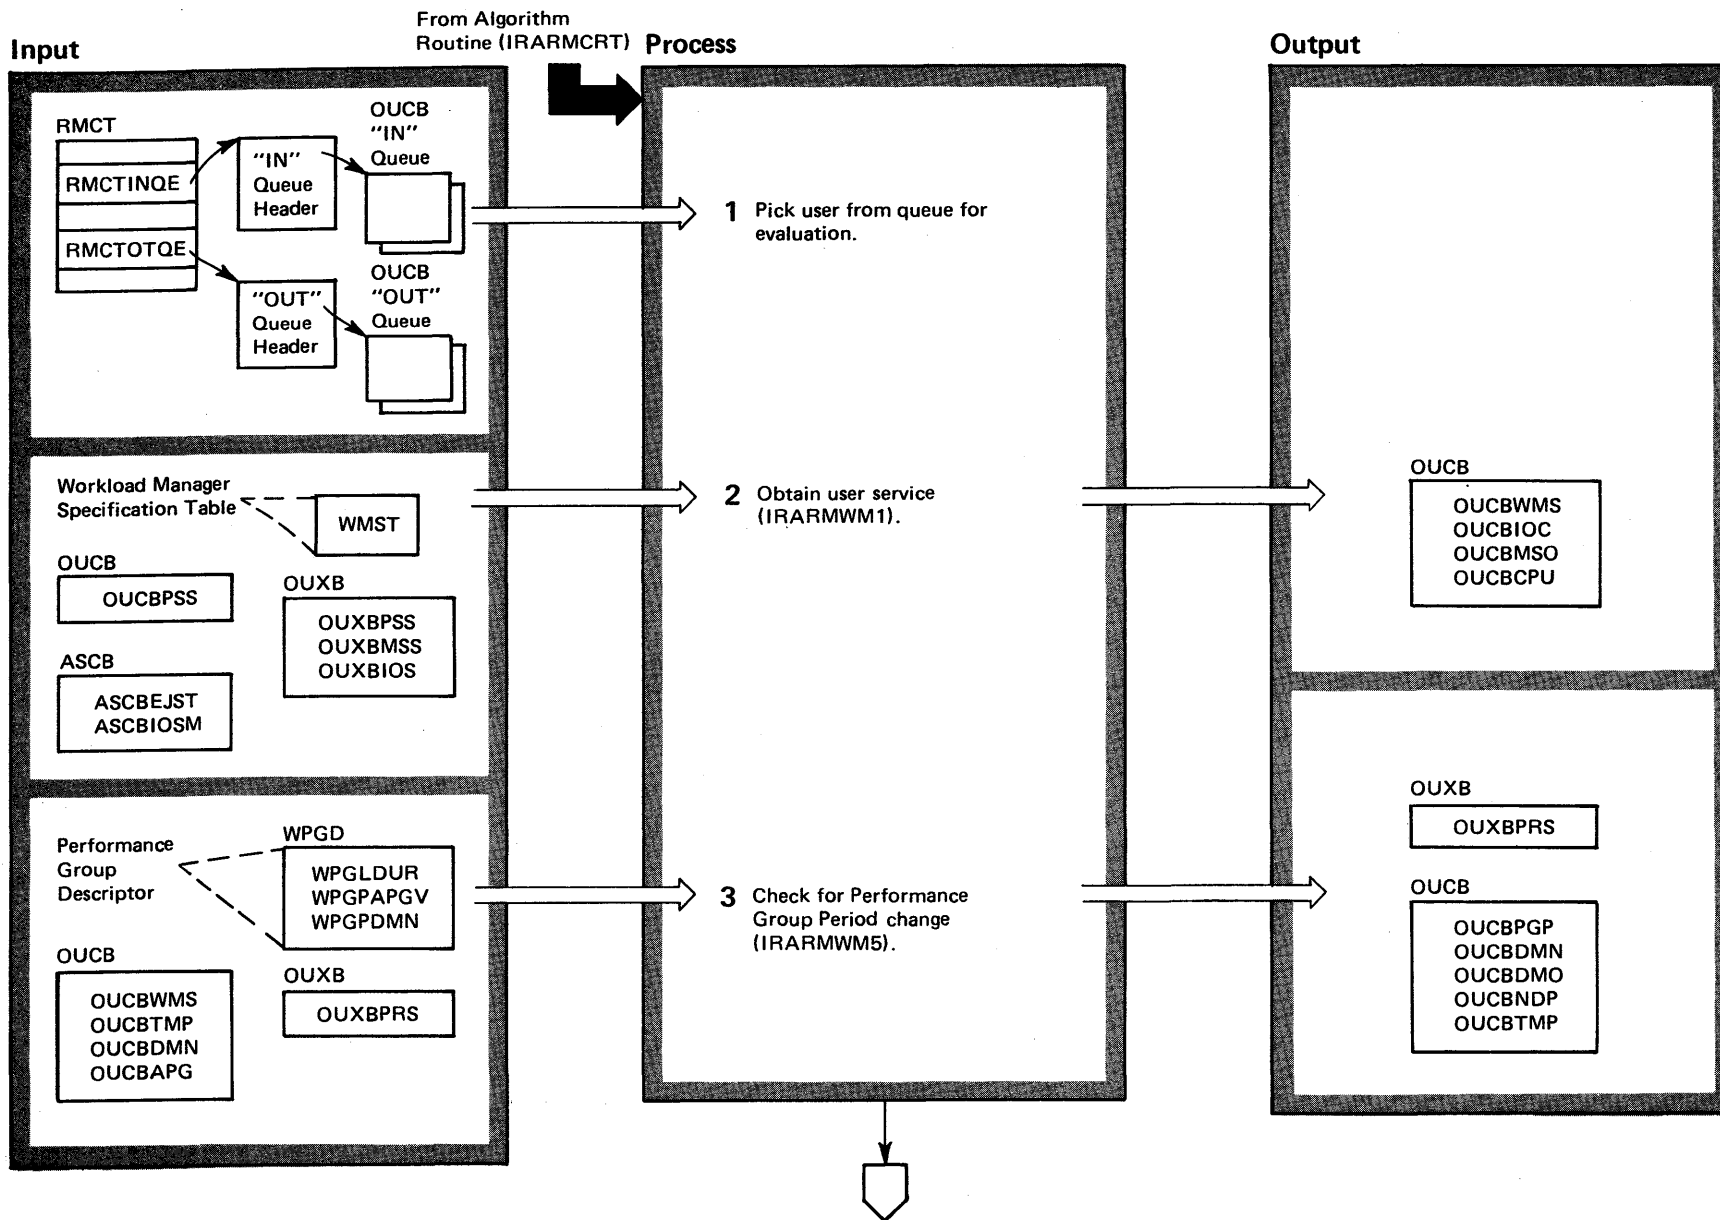 From Algorithm
Routine (IRARMCRT)
Input
Process
Output
RMCT
RMCTINQE
RMCTOTQE
"IN"
Queue
Header
OUCB
"IN"
Queue
"OUT"
Queue
Header
OUCB
"OUT"
Queue
1 Pick user from queue for
evaluation.
Workload Manager
Specification Table
WMST
OUCB
OUCBPSS
OUXB
OUXBPSS
OUXBMSS
OUXBIOS
ASCB
ASCBEJST
ASCBIOSM
2 Obtain user service
(IRARMWM1).
OUCB
OUCBWMS
OUCBIOC
OUCBMSO
OUCBCPU
Performance
Group
Descriptor
WPGD
WPGLDUR
WPGPAPGV
WPGPDMN
OUCB
OUCBWMS
OUCBTMP
OUCBDMN
OUCBAPG
OUXB
OUXBPRS
3 Check for Performance
Group Period change
(IRARMWM5).
OUXB
OUXBPRS
OUCB
OUCBPGP
OUCBDMN
OUCBDMO
OUCBNDP
OUCBTMP